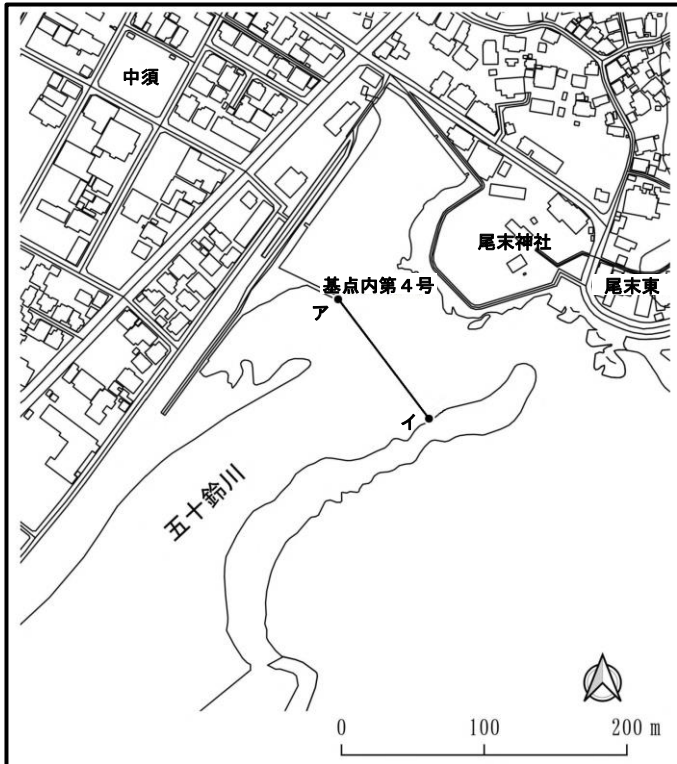 中須
尾末神社
基点内第４号
尾末東
ア
イ
五十鈴川
0 100 200 m